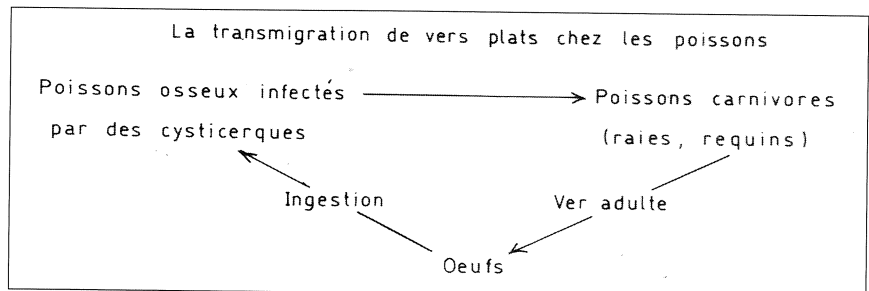 La transmigration de vers plats chez les poissons
Poissons osseux infectés
par des cysticerques
Poissons carnivores
(raies, requins)
Ingestion
Ver adulte
Oeufs